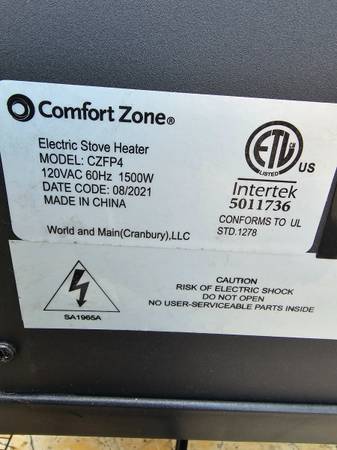 Comfort Zone®
Electric Stove Heater
MODEL: CZFP4
120VAC 60Hz 1500W
DATE CODE: 08/2021
MADE IN CHINA
World and Main(Cranbury),LLC
ETL
LISTED
US
Intertek
5011736
CONFORMS TO UL
STD.1278
SA1965A
CAUTION
RISK OF ELECTRIC SHOCK
DO NOT OPEN
NO USER-SERVICEABLE PARTS INSIDE